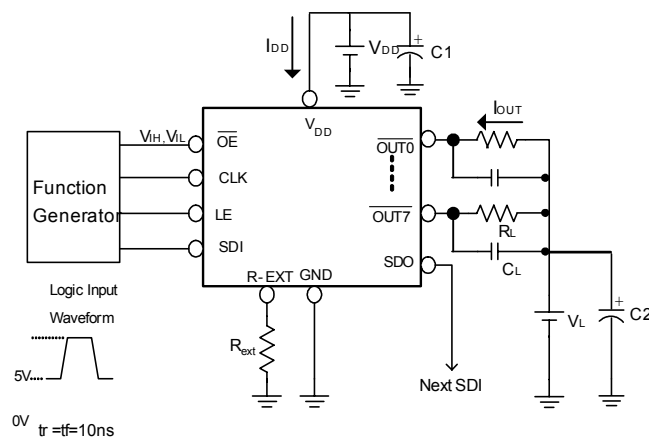 IDD
VDD
C1
VIH,VIL
OE
VDD
OUT0
IOUT
Function
Generator
CLK
LE
OUT7
SDI
RL
SDO
CL
R-EXT
GND
Logic Input
Waveform
Rext
VL
C2
5V
Next SDI
0V
tr =tf=10ns